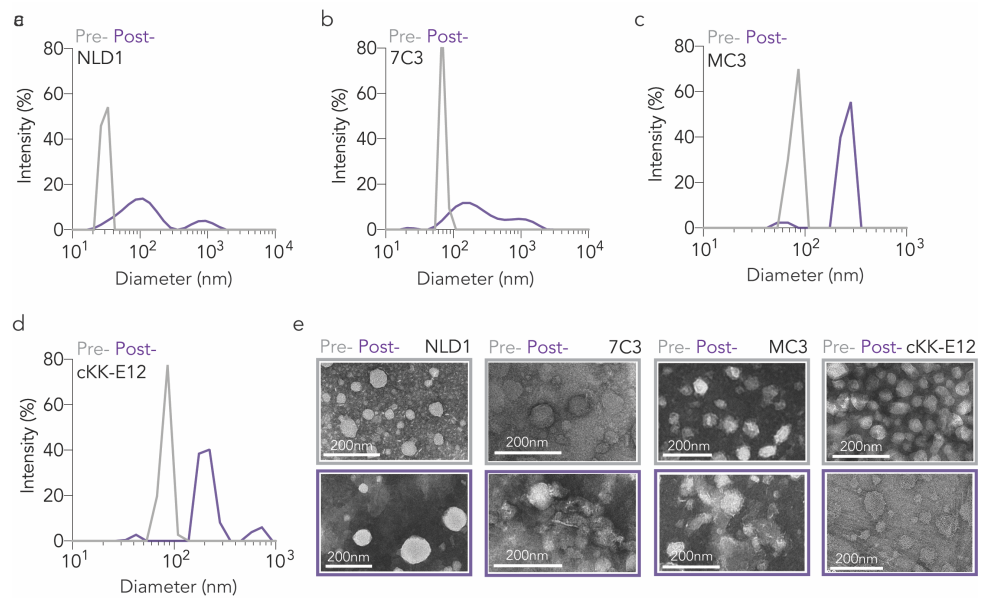 a
Pre- Post-
NLD1
80
60
40
20
0
10^1
10^2
10^3
10^4
Intensity (%)
Diameter (nm)
b
Pre- Post-
7C3
80
60
40
20
0
10^1
10^2
10^3
10^4
Intensity (%)
Diameter (nm)
c
Pre- Post-
MC3
80
60
40
20
0
10^1
10^2
10^3
Intensity (%)
Diameter (nm)
d
Pre- Post-
cKK-E12
80
60
40
20
0
10^1
10^2
10^3
Intensity (%)
Diameter (nm)
e
Pre- Post- NLD1
Pre- Post- 7C3
Pre- Post- MC3
Pre- Post- cKK-E12
200nm
200nm
200nm
200nm
200nm
200nm
200nm
200nm